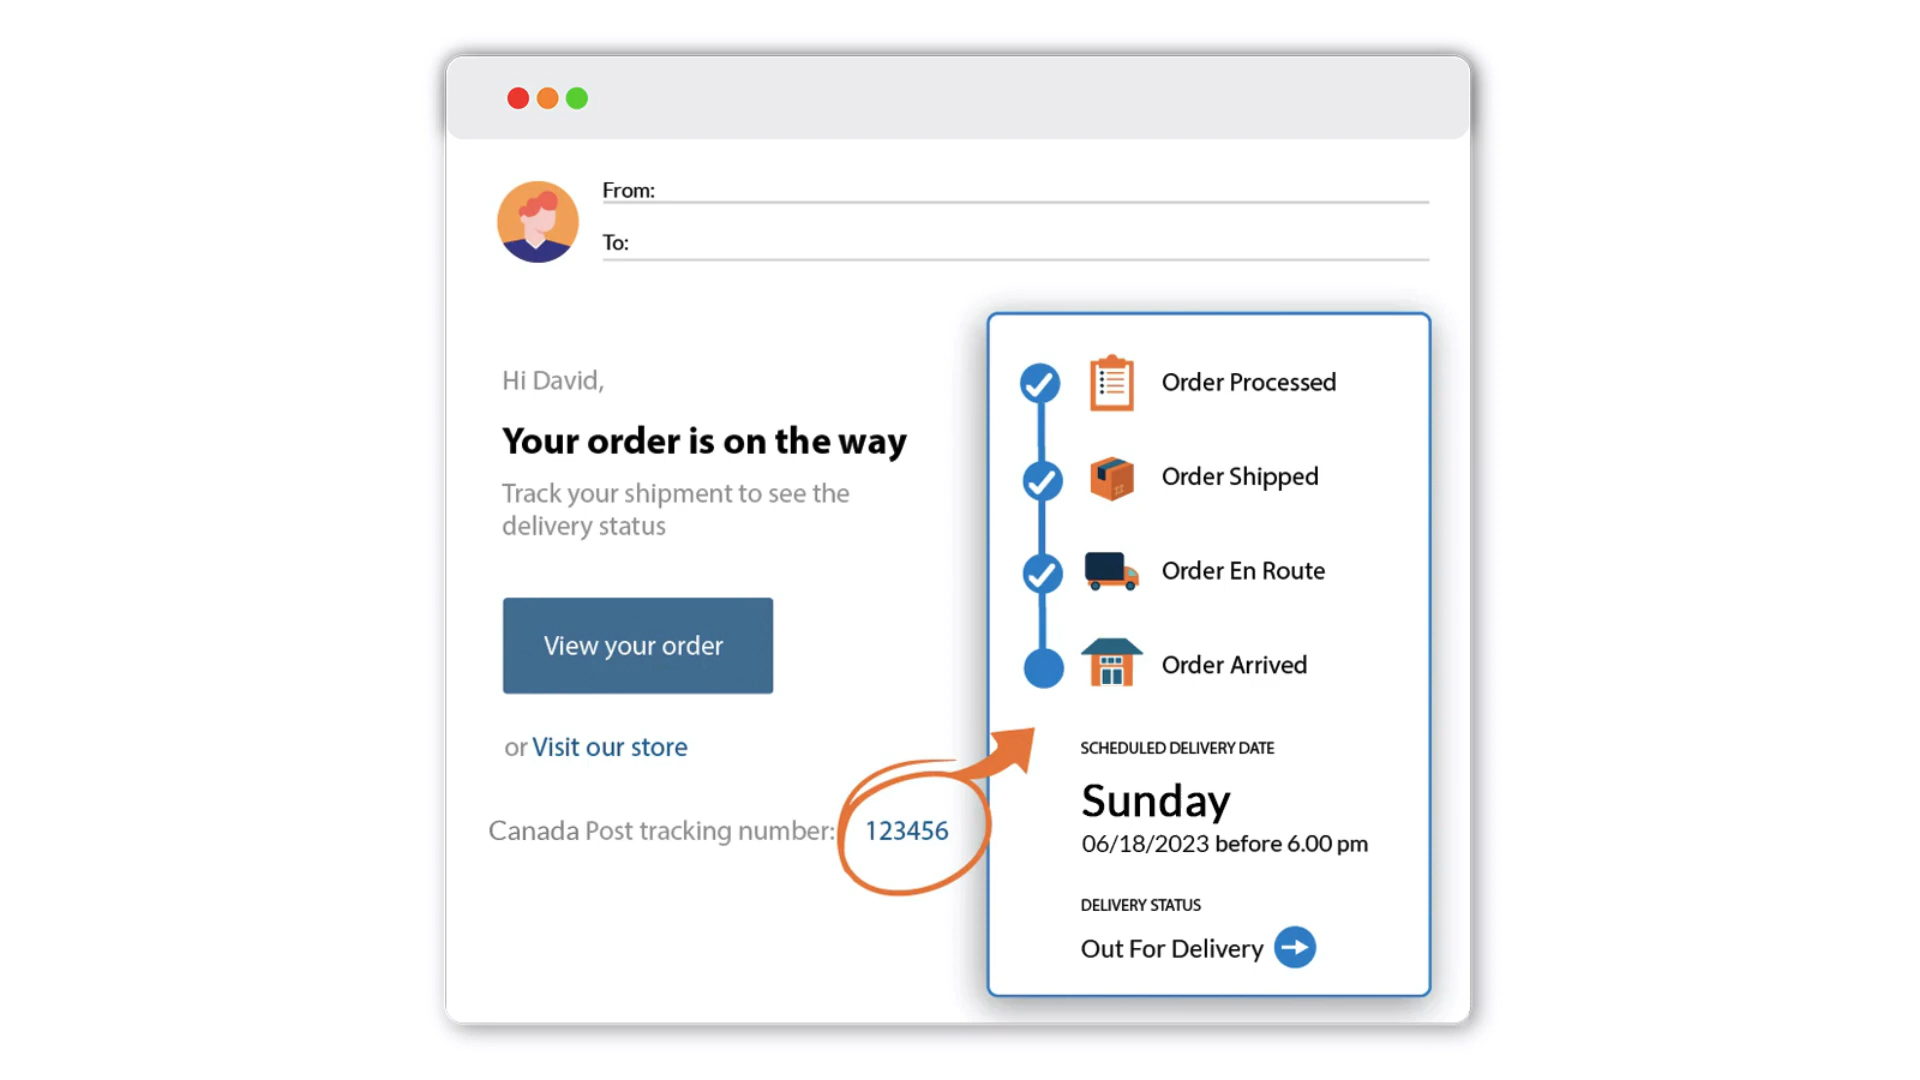 From:
To:
Hi David,
Your order is on the way
Track your shipment to see the
delivery status
View your order
or Visit our store
Canada Post tracking number: 123456
Order Processed
Order Shipped
Order En Route
Order Arrived
SCHEDULED DELIVERY DATE
Sunday
06/18/2023 before 6.00 pm
DELIVERY STATUS
Out For Delivery